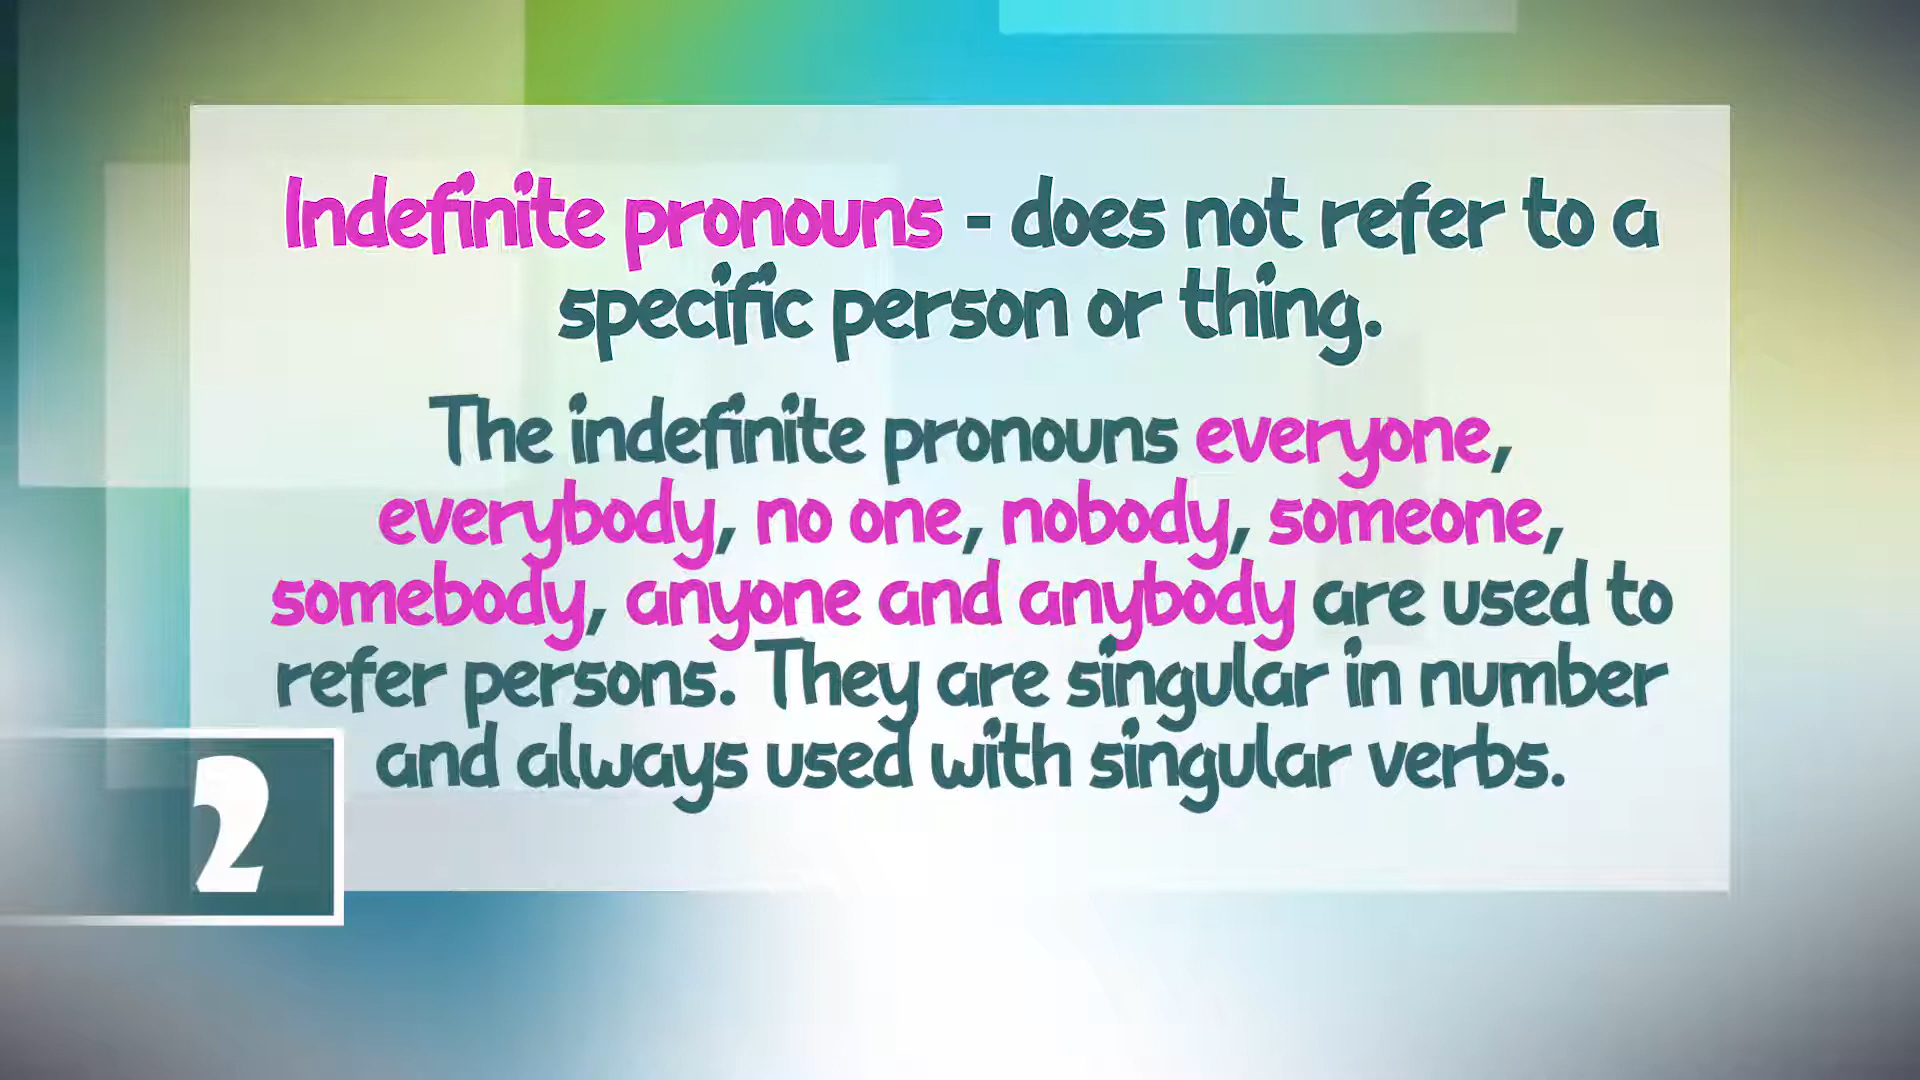 Indefinite pronouns - does not refer to a
specific person or thing.
The indefinite pronouns everyone,
everybody, no one, nobody, someone,
somebody, anyone and anybody are used to
refer persons. They are singular in number
and always used with singular verbs.
2